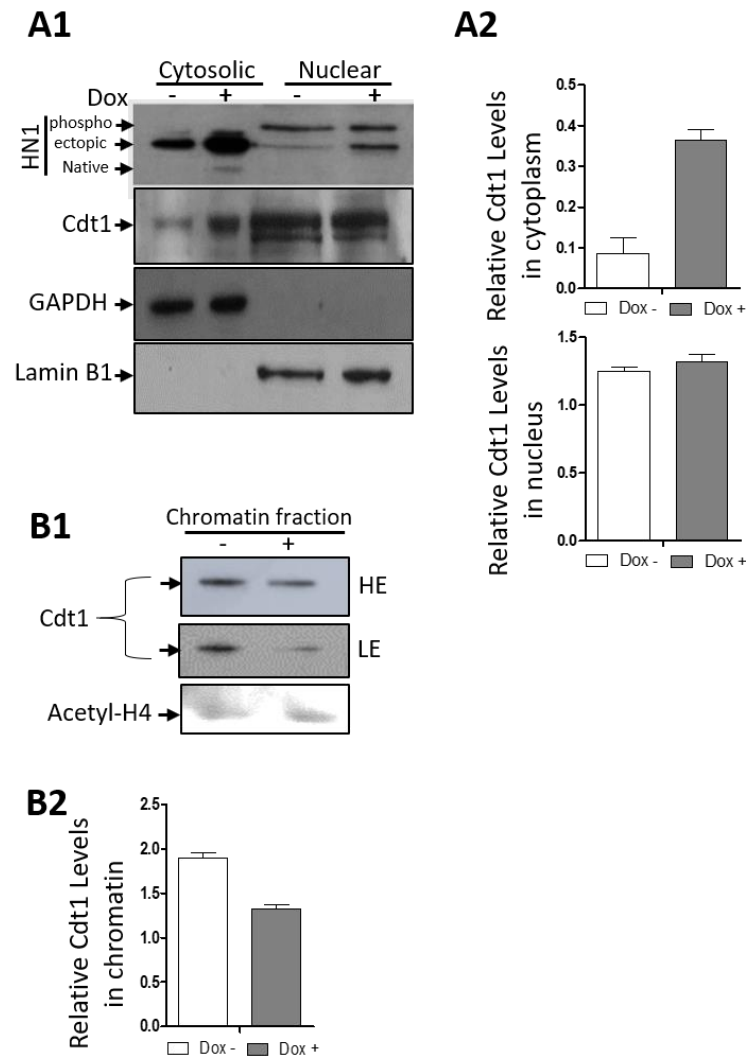 A1
Cytosolic Nuclear
Dox - + - +
HN1
phospho
ectopic
Native
Cdt1
GAPDH
Lamin B1
A2
Relative Cdt1 Levels
in cytoplasm
0.5
0.4
0.3
0.2
0.1
0.0
Dox - Dox +
Relative Cdt1 Levels
in nucleus
1.5
1.0
0.5
0.0
Dox - Dox +
B1
Chromatin fraction
- +
Cdt1
HE
LE
Acetyl-H4
B2
Relative Cdt1 Levels
in chromatin
2.5
2.0
1.5
1.0
0.5
0.0
Dox - Dox +